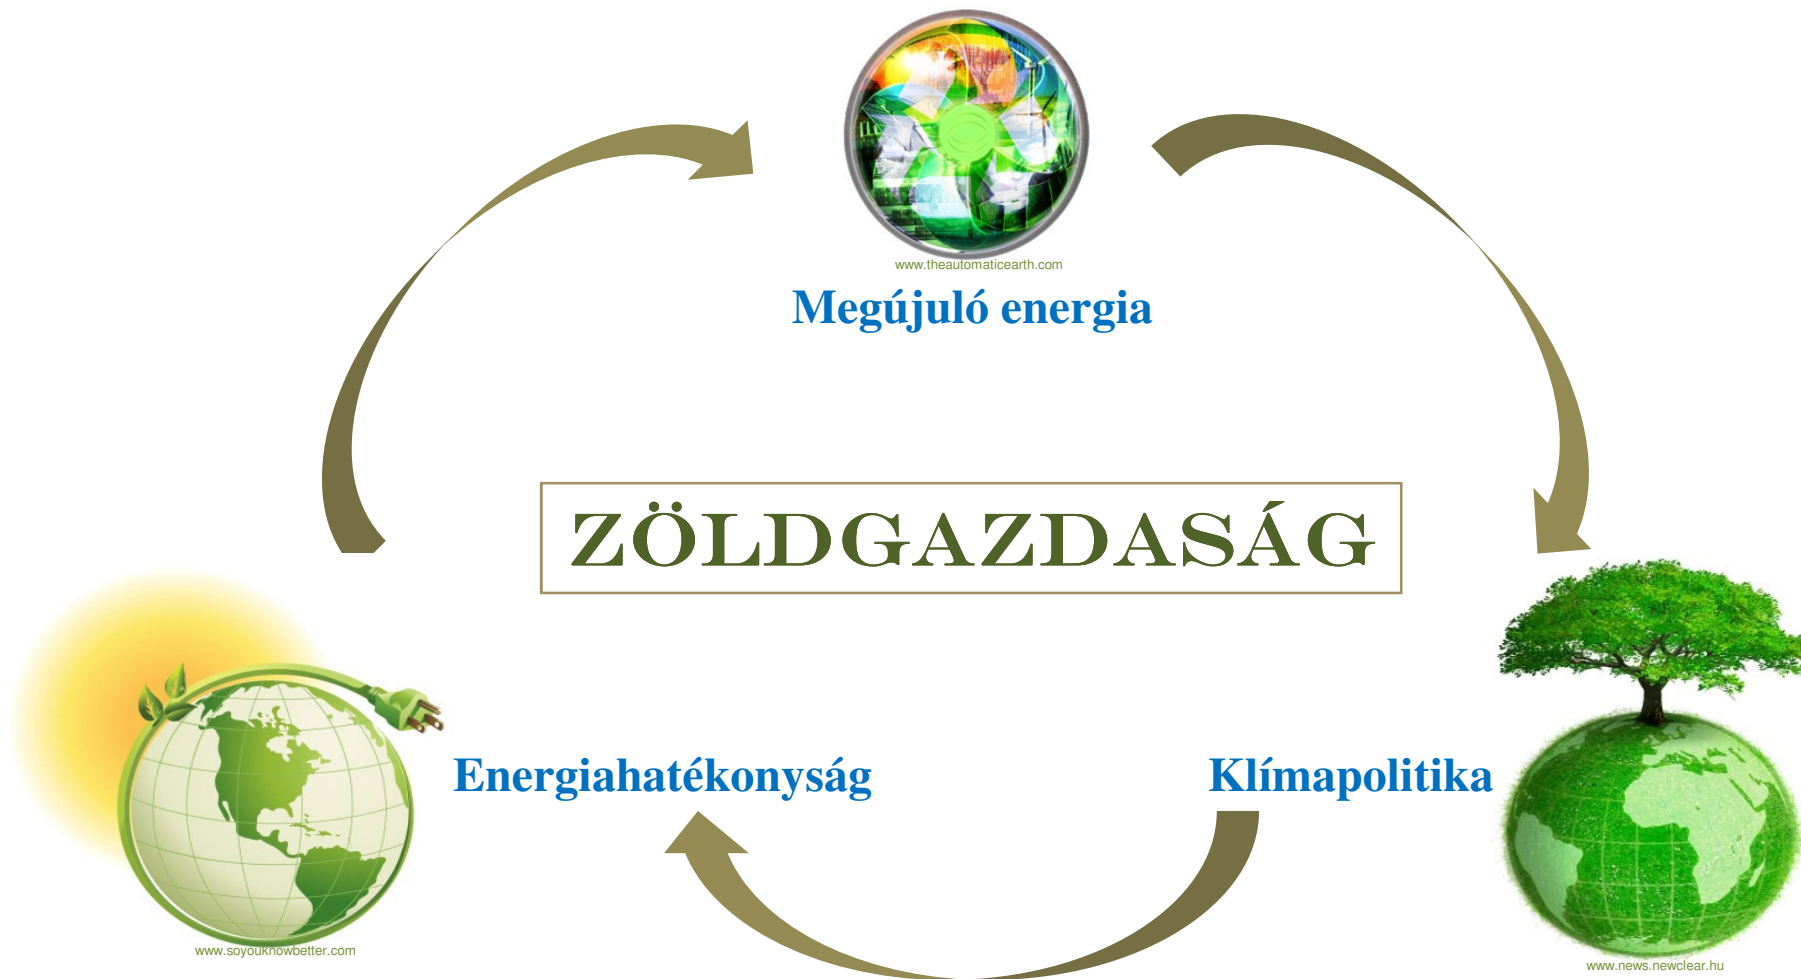 www.theautomaticearth.com
Megújuló energia
ZÖLDGAZDASÁG
Energiahatékonyság
Klímapolitika
www.soyouknowbetter.com
www.news.newclear.hu